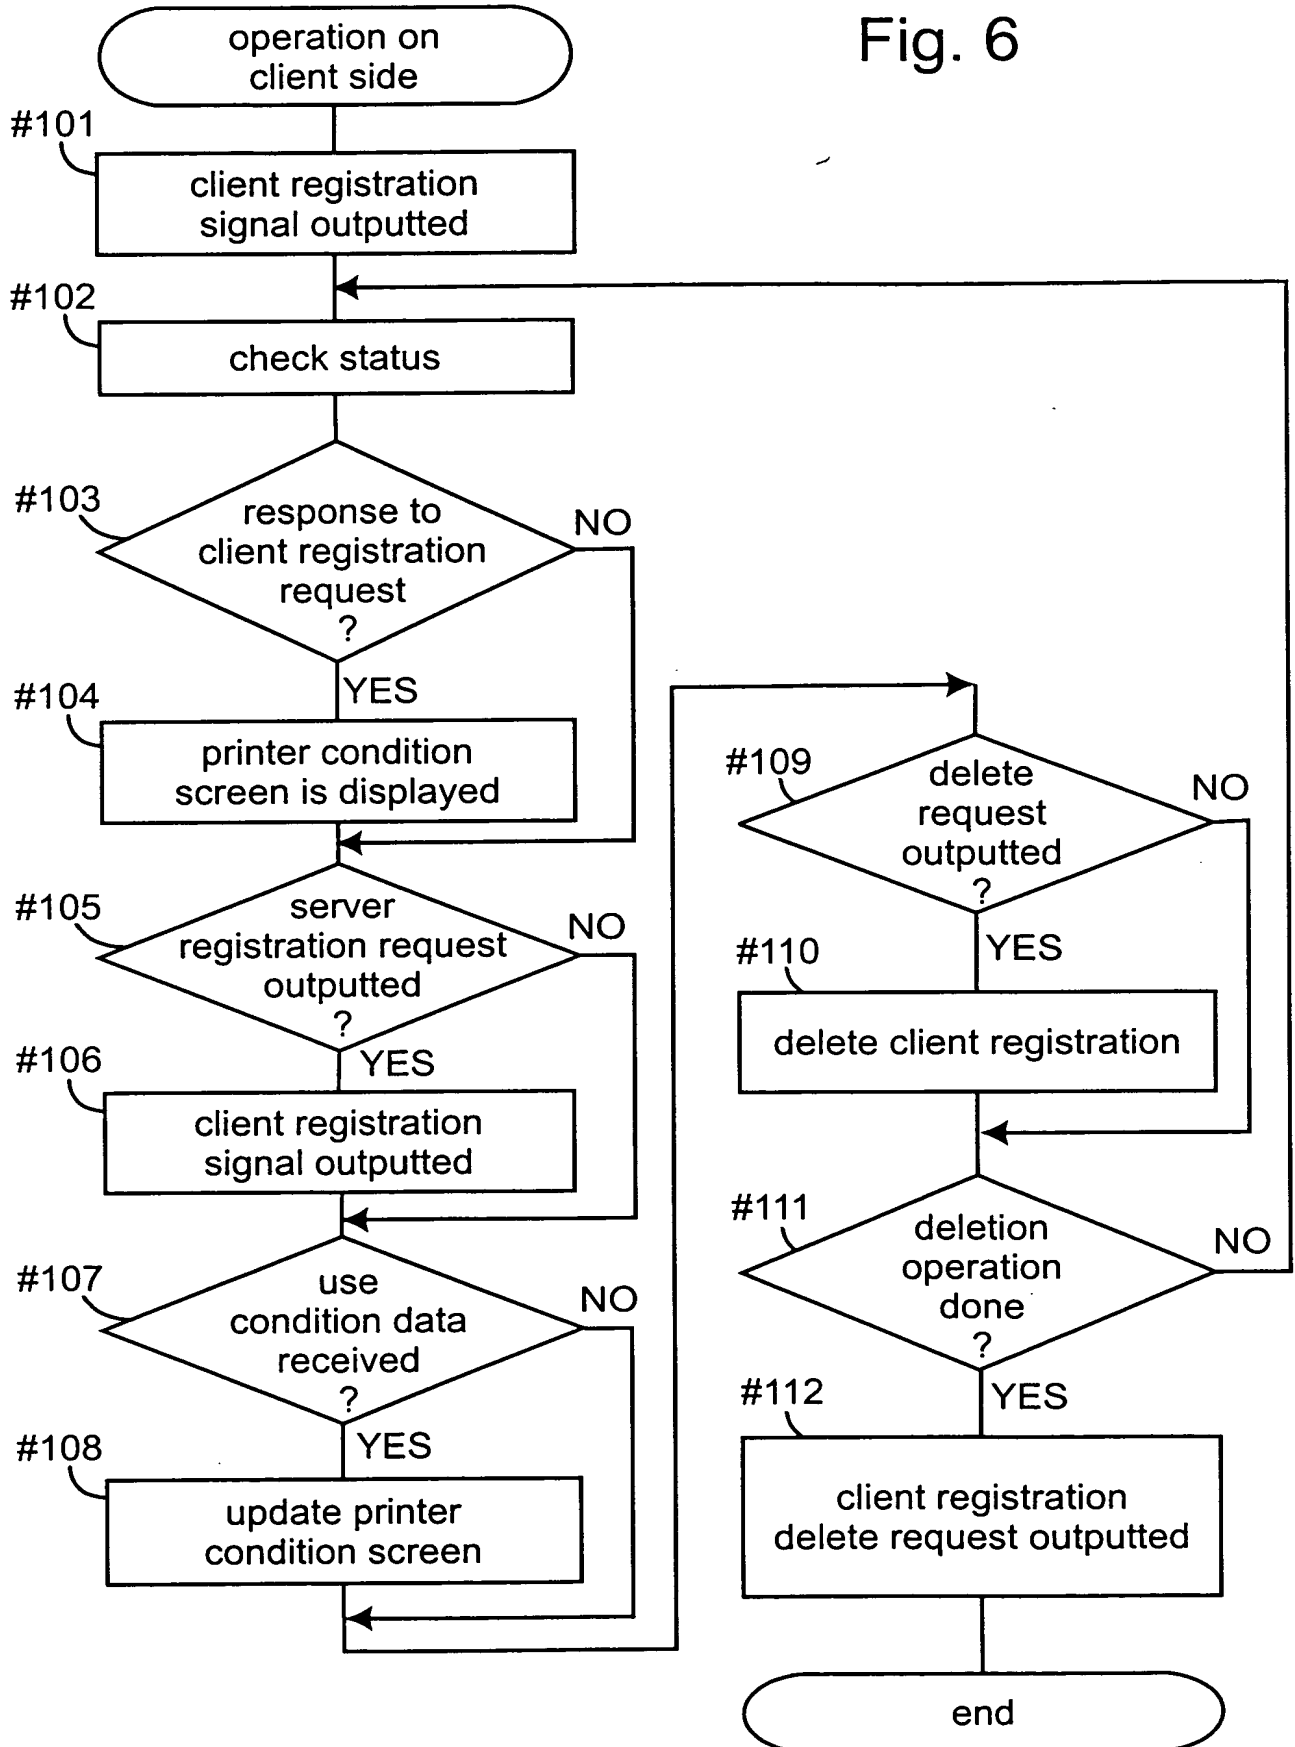 Fig. 6
operation on
client side
#101
client registration
signal outputted
#102
check status
#103
response to
client registration
request
?
NO
YES
#104
printer condition
screen is displayed
#105
server
registration request
outputted
?
NO
YES
#106
client registration
signal outputted
#107
use
condition data
received
?
NO
YES
#108
update printer
condition screen
#109
delete
request
outputted
?
NO
YES
#110
delete client registration
#111
deletion
operation
done
?
NO
YES
#112
client registration
delete request outputted
end